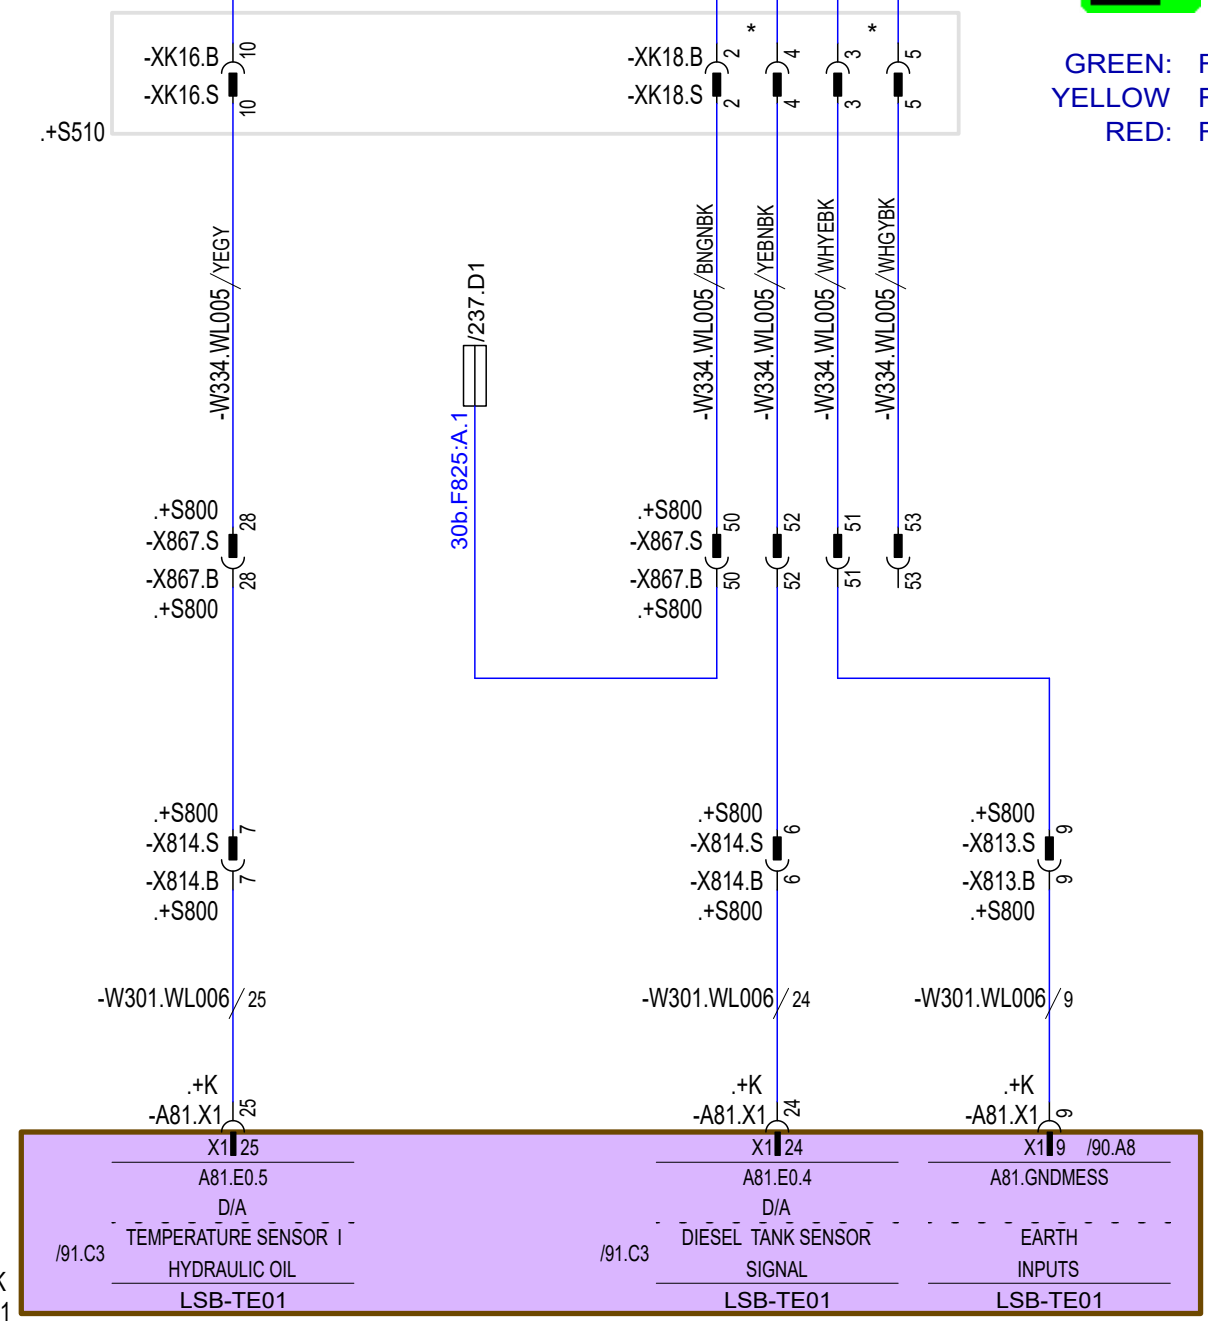 * *
-XK16.B 10 -XK18.B 2 4 3 5
-XK16.S 10 -XK18.S 2 4 3 5
.+S510
GREEN: F
YELLOW F
RED: F
-W334.WL005 /YEGY
/237.D1
30b.F825:A.1
-W334.WL005 /BNGNBK
-W334.WL005 /YEBNBK
-W334.WL005 /WHYEBK
-W334.WL005 /WHGYBK
.+S800 28 .+S800 50 52 51 53
-X867.S -X867.S
-X867.B 28 -X867.B 50 52 51 53
.+S800 .+S800
.+S800 7 .+S800 6 .+S800 9
-X814.S -X814.S -X813.S
-X814.B 7 -X814.B 6 -X813.B 9
.+S800 .+S800 .+S800
-W301.WL006 25 -W301.WL006 24 -W301.WL006 9
.+K .+K .+K
-A81.X1 25 -A81.X1 24 -A81.X1 9
X1 25 X1 24 X1 9 /90.A8
A81.E0.5 A81.E0.4 A81.GNDMESS
D/A D/A
TEMPERATURE SENSOR I DIESEL TANK SENSOR EARTH
/91.C3 /91.C3
HYDRAULIC OIL SIGNAL INPUTS
K
LSB-TE01 LSB-TE01 LSB-TE01
1